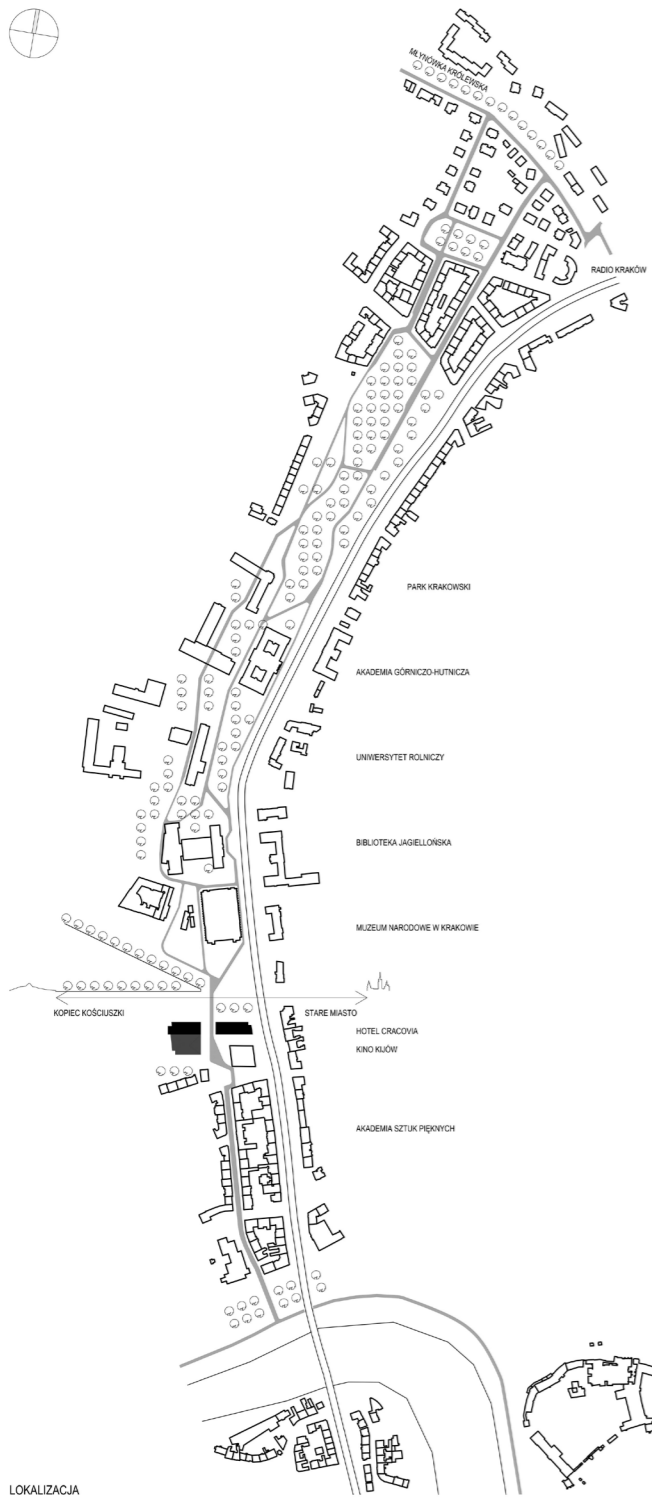 MŁYNÓWKA KRÓLEWSKA
RADIO KRAKÓW
PARK KRAKOWSKI
AKADEMIA GÓRNICZO-HUTNICZA
UNIWERSYTET ROLNICZY
BIBLIOTEKA JAGIELLOŃSKA
MUZEUM NARODOWE W KRAKOWIE
KOPIEC KOŚCIUSZKI
STARE MIASTO
HOTEL CRACOVIA
KINO KIJÓW
AKADEMIA SZTUK PIĘKNYCH
LOKALIZACJA